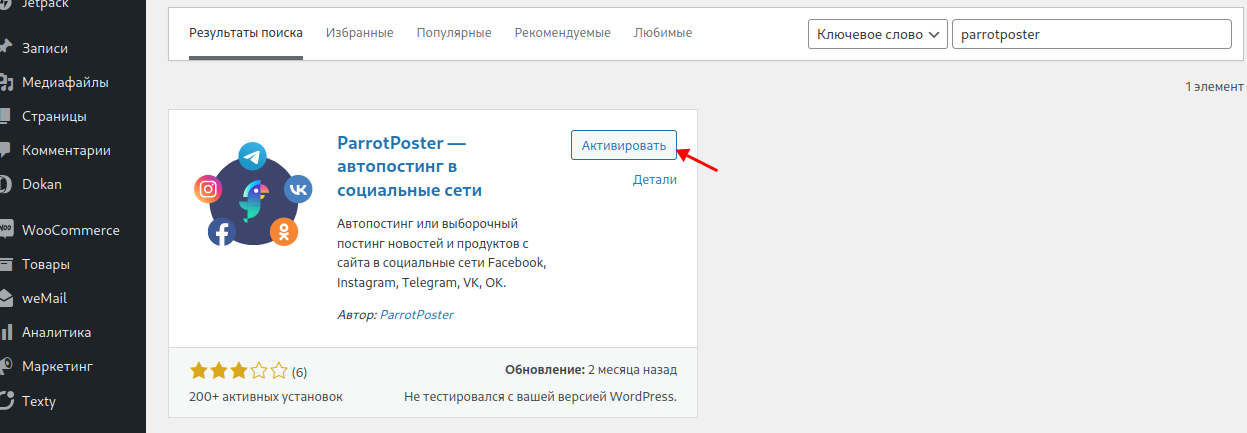 Jetpack
Записи
Медиафайлы
Страницы
Комментарии
Dokan
WooCommerce
Товары
weMail
Аналитика
Маркетинг
Texty
Результаты поиска Избранные Популярные Рекомендуемые Любимые Ключевое слово parrotposter
1 элемент
ParrotPoster —
автопостинг в
социальные сети
Активировать
Детали
Автопостинг или выборочный
постинг новостей и продуктов с
сайта в социальные сети Facebook,
Instagram, Telegram, VK, OK.
Автор: ParrotPoster
(6)
200+ активных установок
Обновление: 2 месяца назад
Не тестировался с вашей версией WordPress.